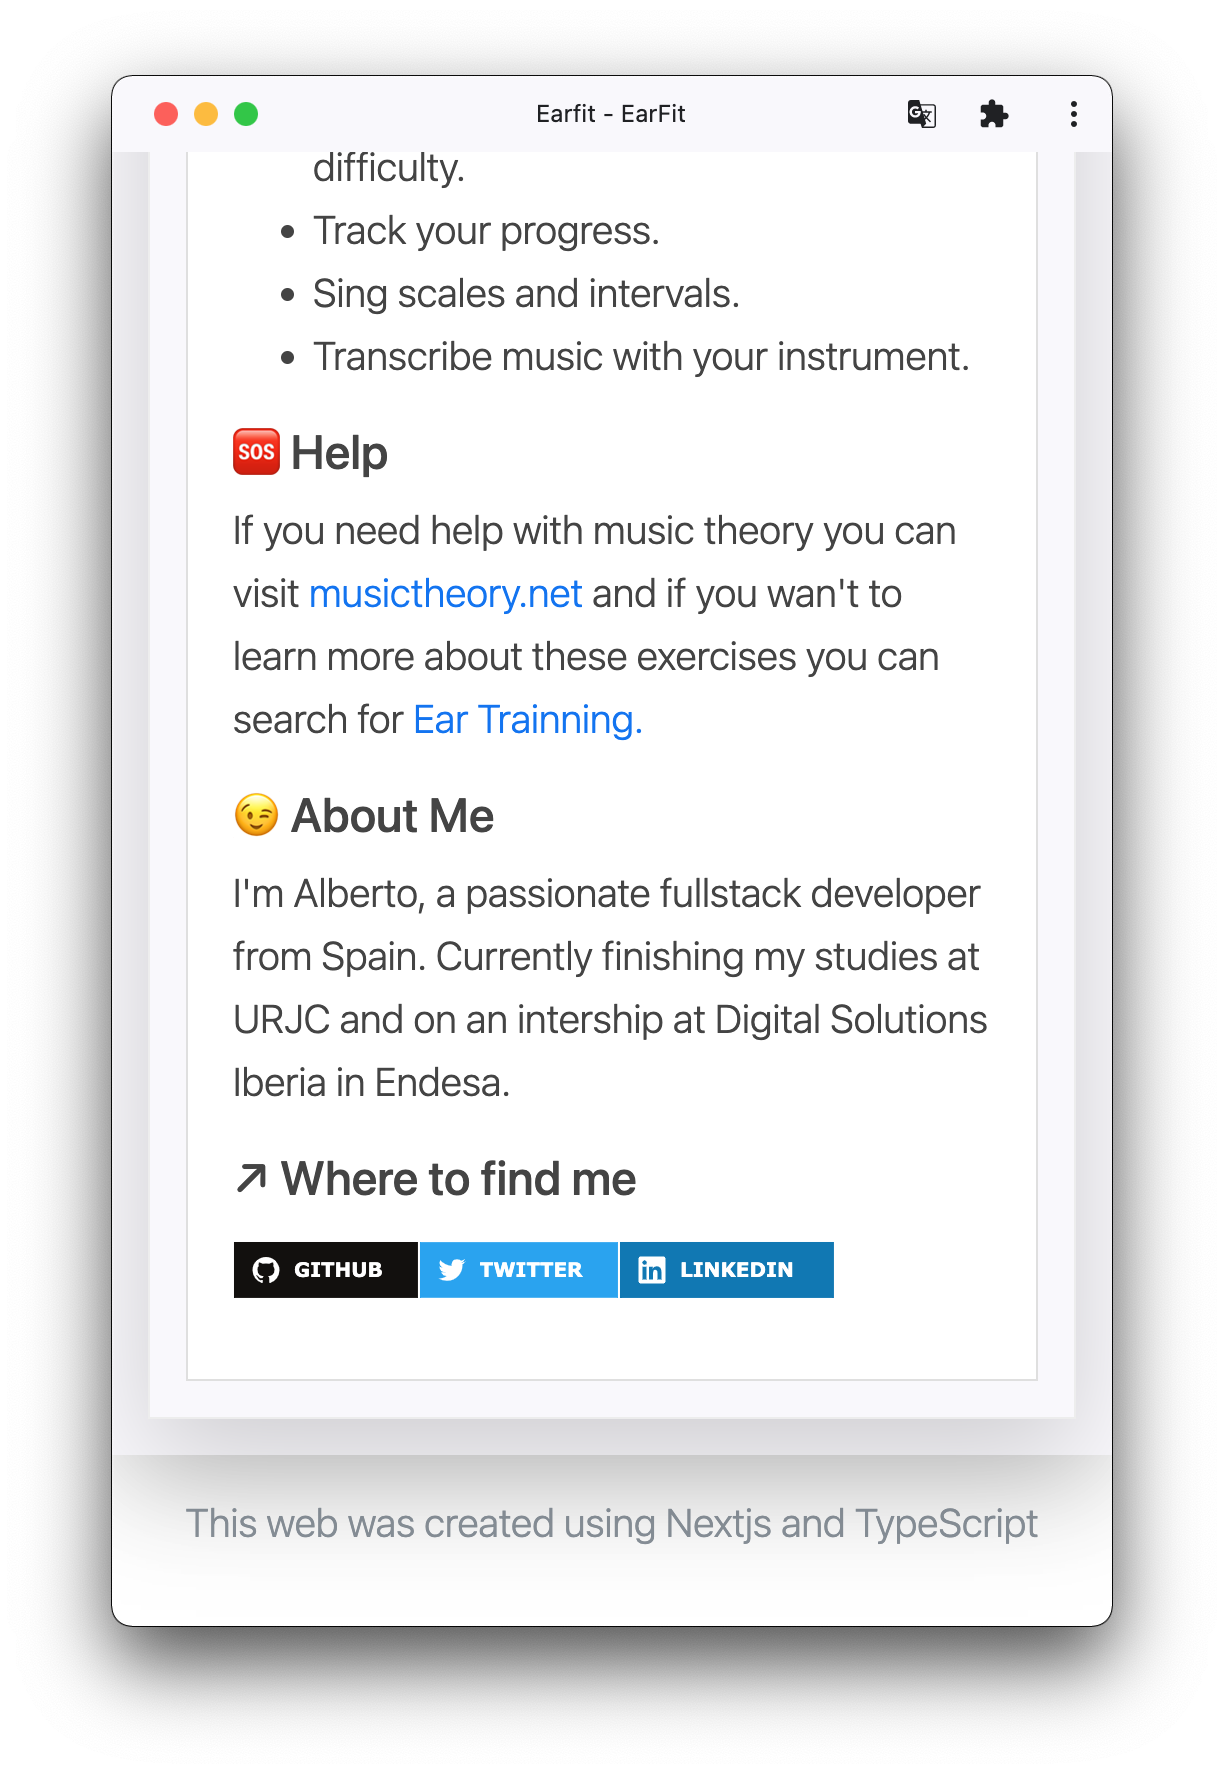 Earfit - EarFit
difficulty.
Track your progress.
Sing scales and intervals.
Transcribe music with your instrument.
SOS Help
If you need help with music theory you can
visit musictheory.net and if you wan't to
learn more about these exercises you can
search for Ear Trainning.
About Me
I'm Alberto, a passionate fullstack developer
from Spain. Currently finishing my studies at
URJC and on an intership at Digital Solutions
Iberia in Endesa.
Where to find me
GITHUB TWITTER LINKEDIN
This web was created using Nextjs and TypeScript